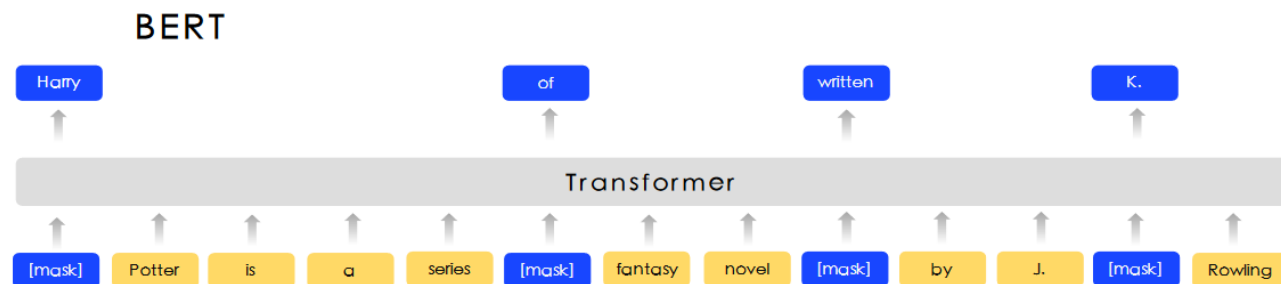 BERT
Harry of written K.
Transformer
[mask] Potter is a series [mask] fantasy novel [mask] by J. [mask] Rowling